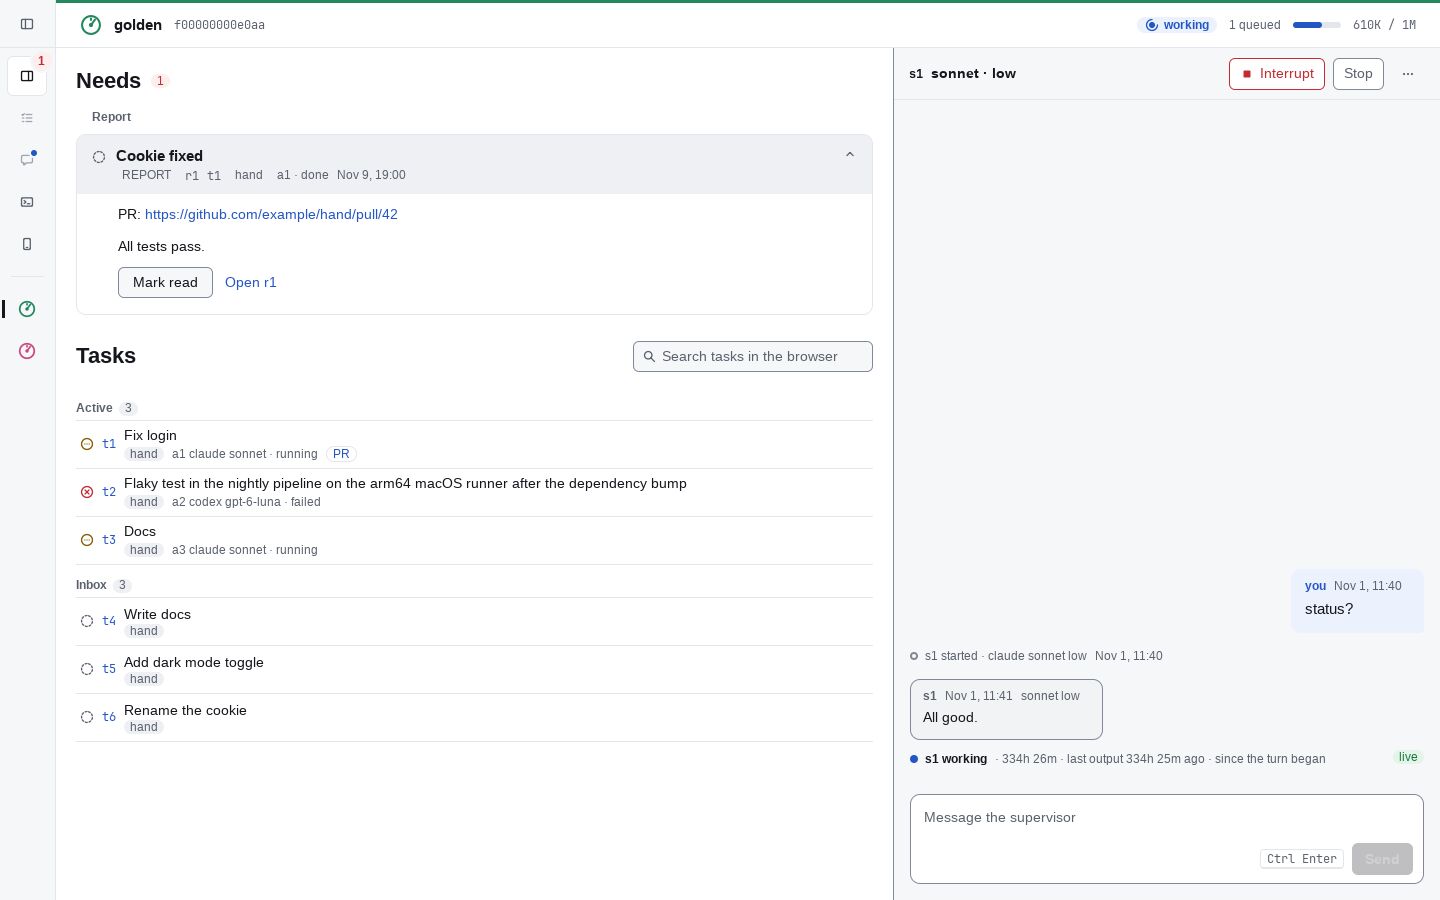 golden f00000000e0aa
working 1 queued 610K / 1M
1
Needs 1
Report
Cookie fixed
REPORT r1 t1 hand a1 · done Nov 9, 19:00
PR: https://github.com/example/hand/pull/42
All tests pass.
Mark read Open r1
Tasks
Search tasks in the browser
Active 3
t1 Fix login
hand a1 claude sonnet · running PR
t2 Flaky test in the nightly pipeline on the arm64 macOS runner after the dependency bump
hand a2 codex gpt-6-luna · failed
t3 Docs
hand a3 claude sonnet · running
Inbox 3
t4 Write docs
hand
t5 Add dark mode toggle
hand
t6 Rename the cookie
hand
s1 sonnet · low
Interrupt Stop ···
you Nov 1, 11:40
status?
s1 started · claude sonnet low Nov 1, 11:40
s1 Nov 1, 11:41 sonnet low
All good.
s1 working · 334h 26m · last output 334h 25m ago · since the turn began live
Message the supervisor
Ctrl Enter Send